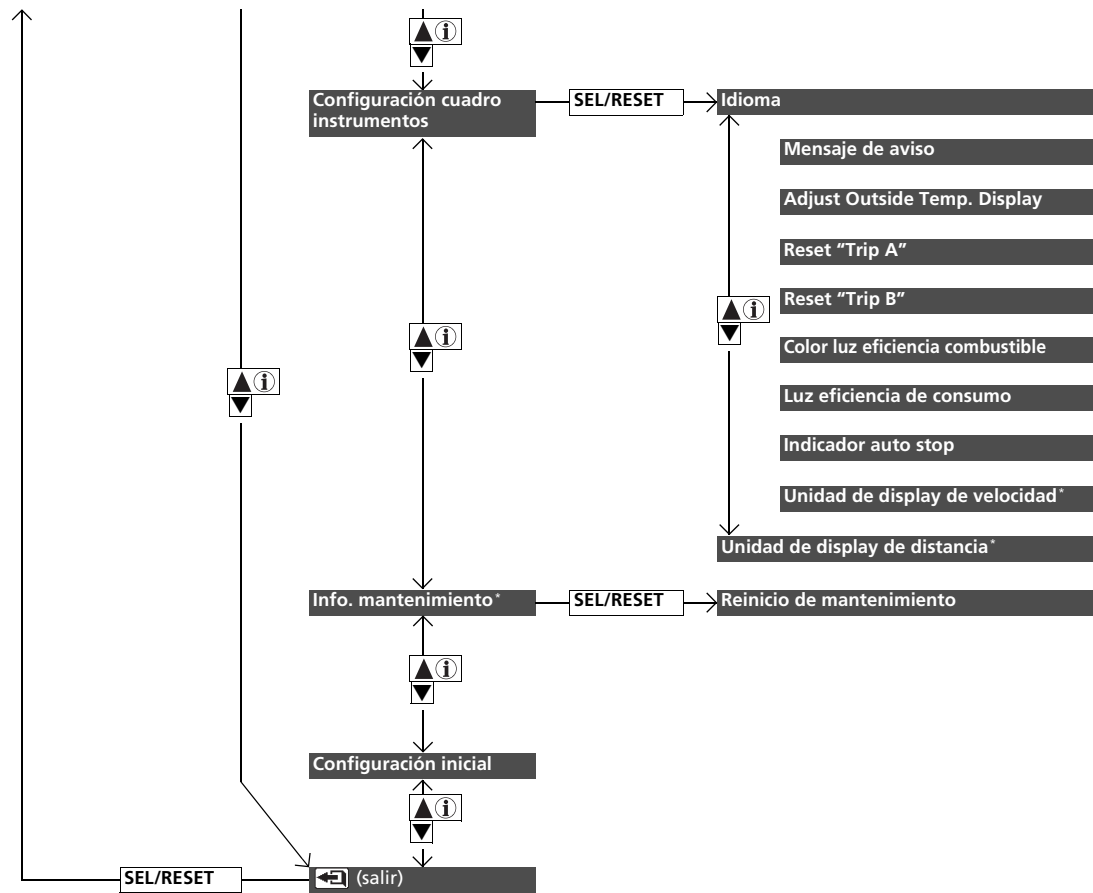 Configuración cuadro
instrumentos
SEL/RESET
Idioma
Mensaje de aviso
Adjust Outside Temp. Display
Reset “Trip A”
Reset “Trip B”
Color luz eficiencia combustible
Luz eficiencia de consumo
Indicador auto stop
Unidad de display de velocidad*
Unidad de display de distancia*
Info. mantenimiento*
SEL/RESET
Reinicio de mantenimiento
Configuración inicial
SEL/RESET
(salir)